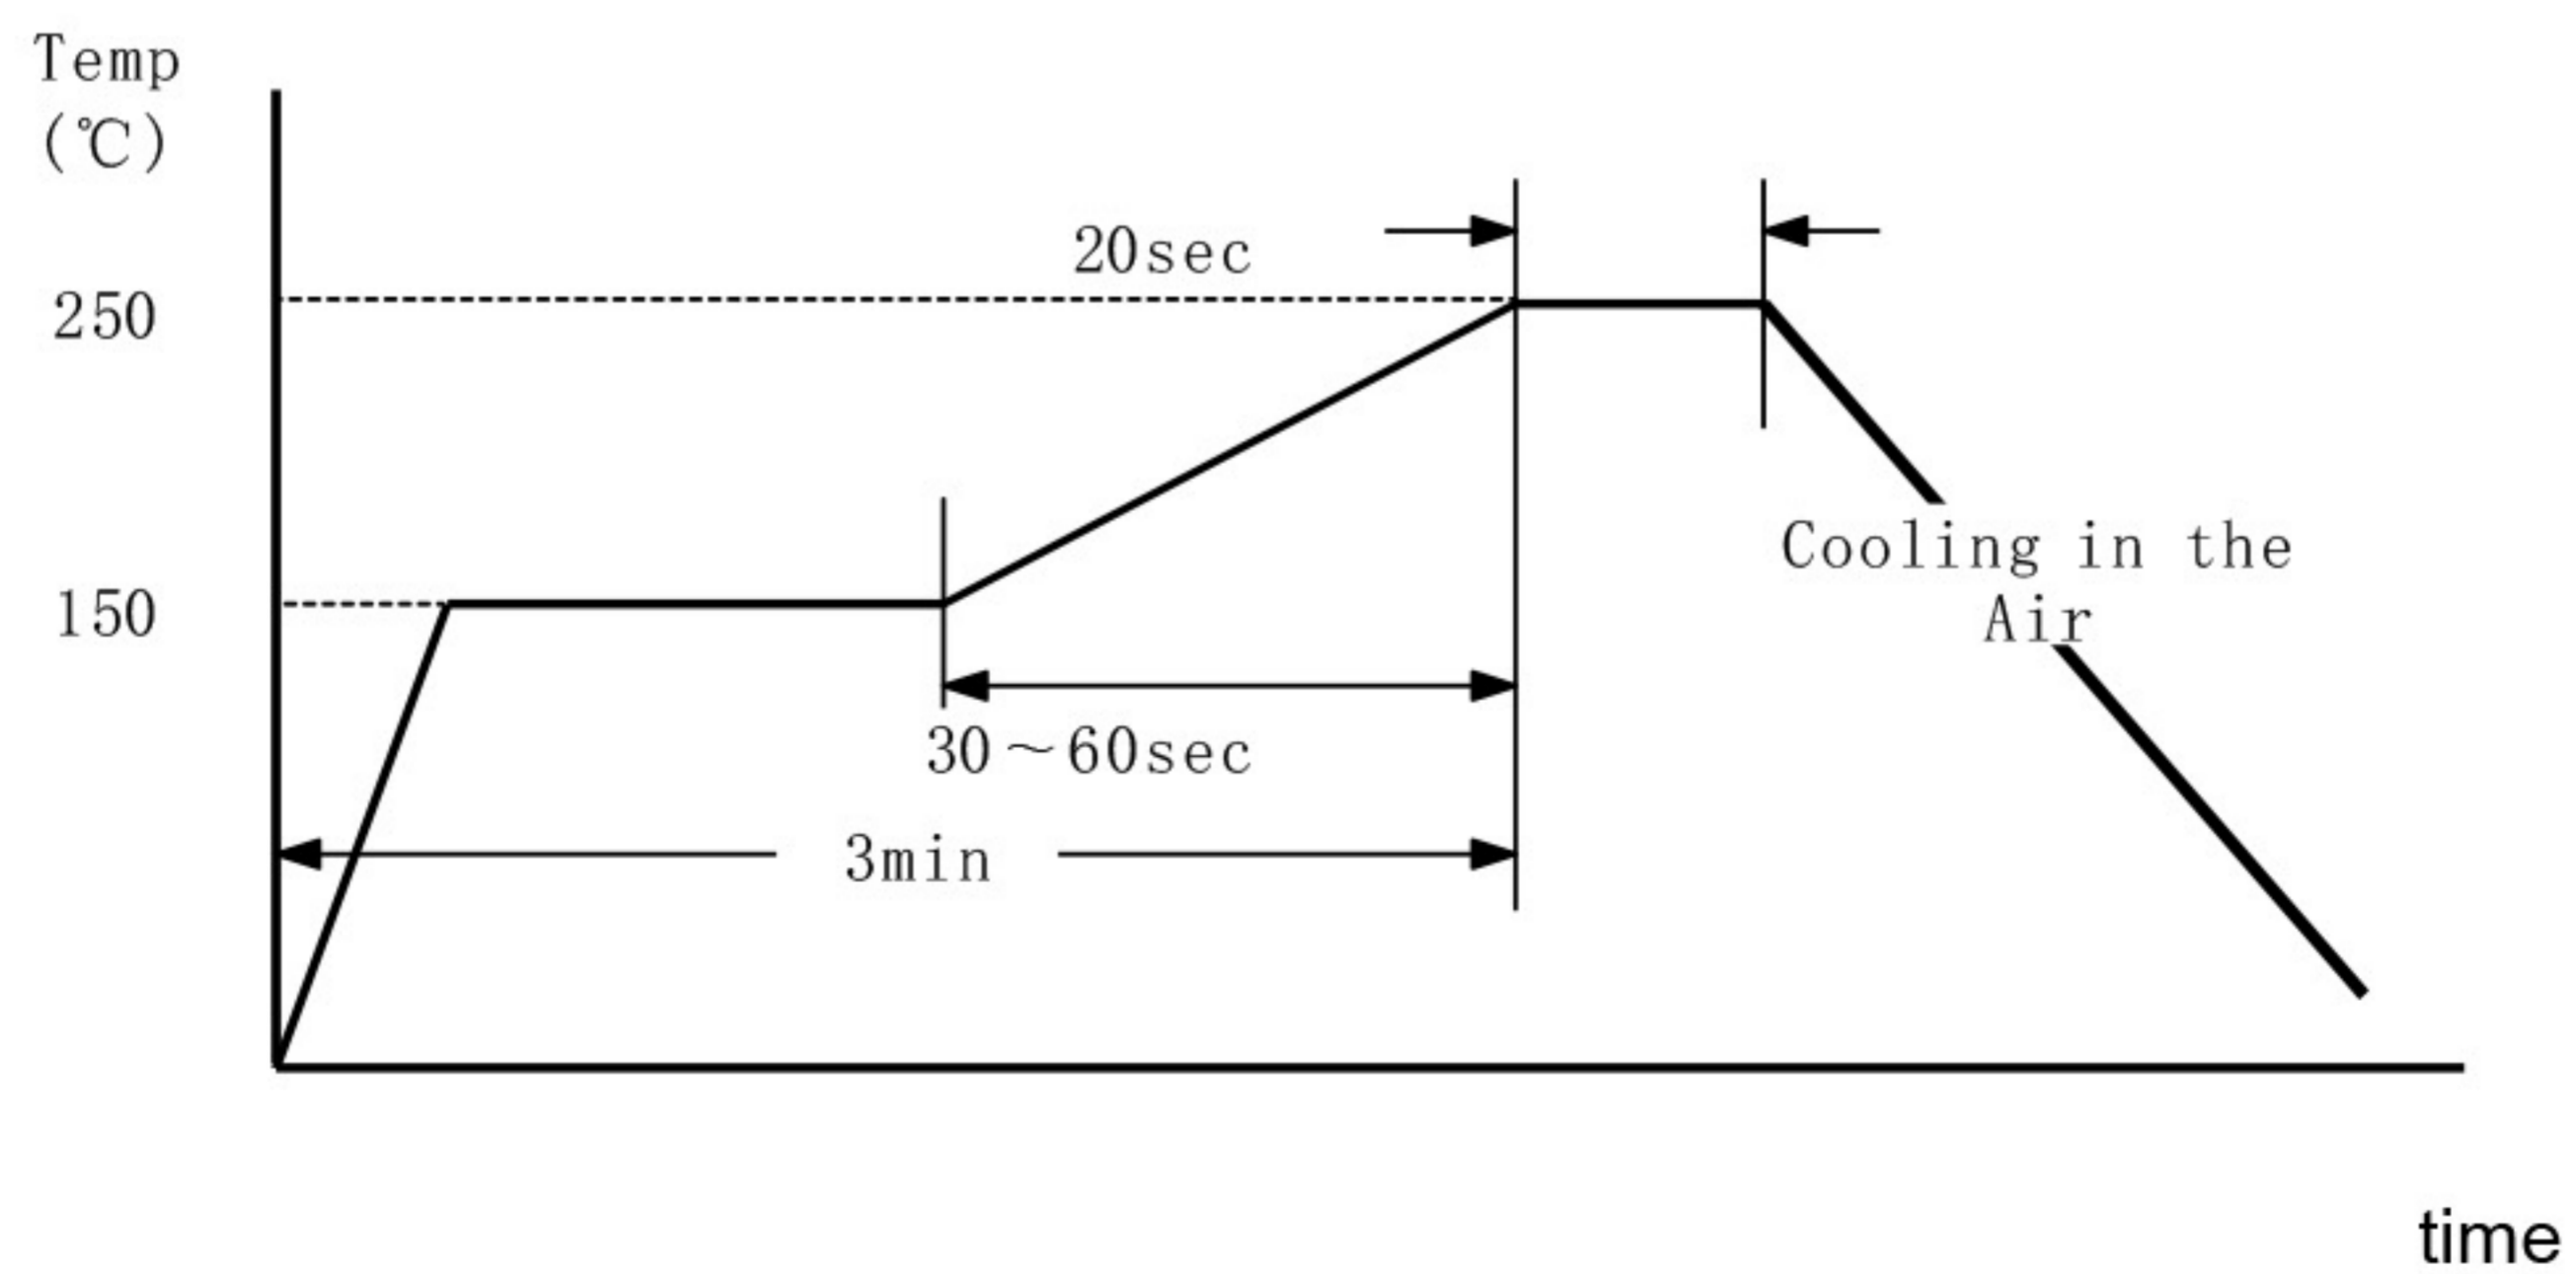 Temp
(℃)
20sec
250
Cooling in the
Air
150
30～60sec
3min
time